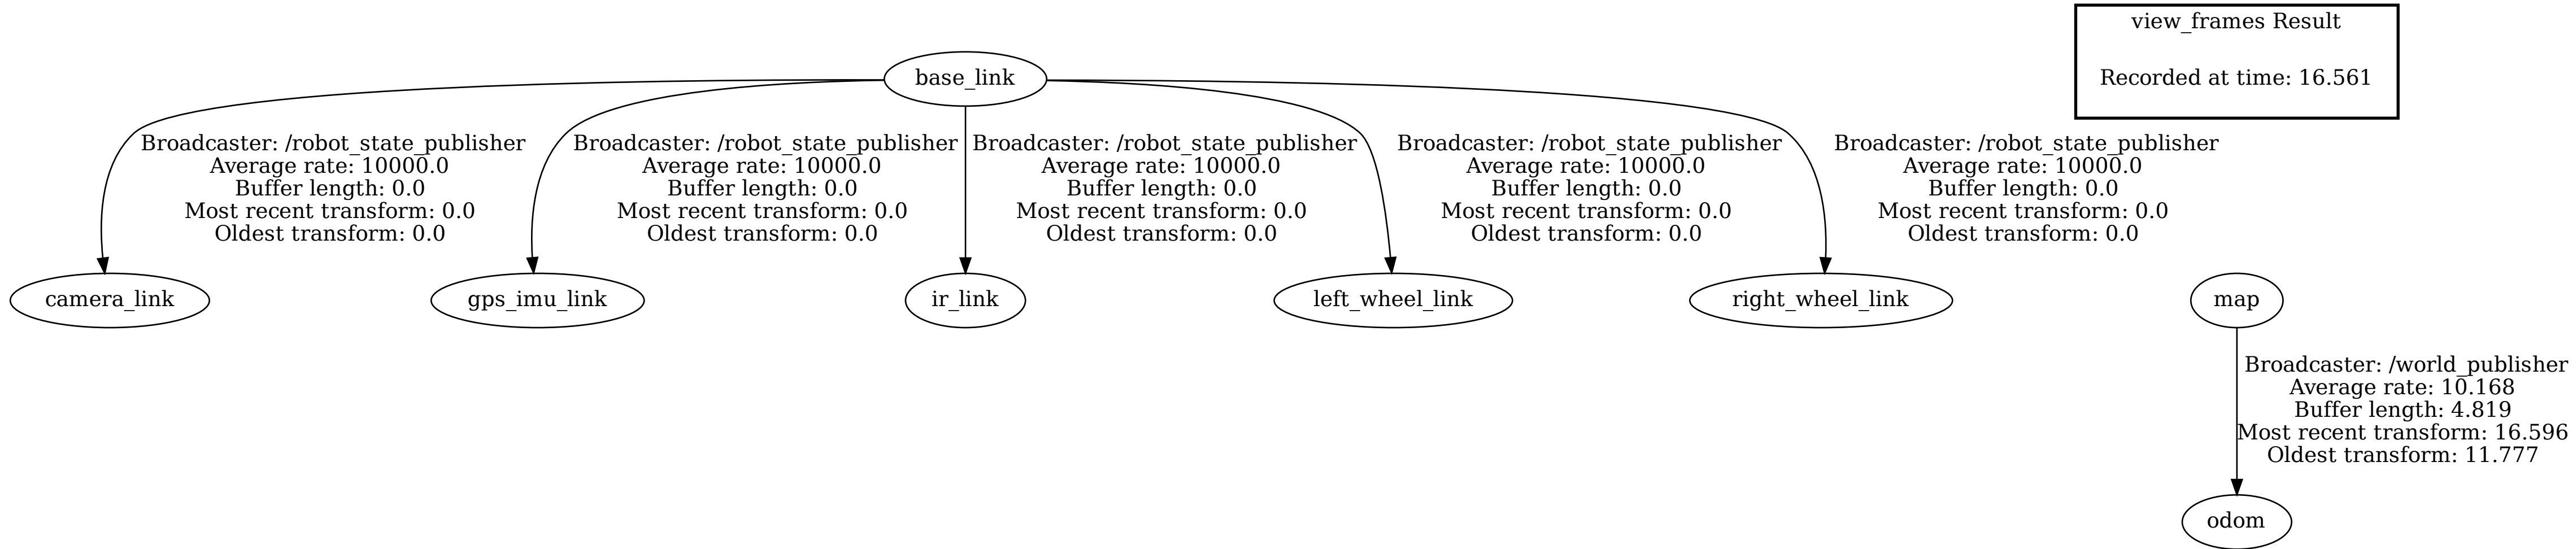 view_frames Result
Recorded at time: 16.561
base_link
Broadcaster: /robot_state_publisher
Average rate: 10000.0
Buffer length: 0.0
Most recent transform: 0.0
Oldest transform: 0.0
Broadcaster: /robot_state_publisher
Average rate: 10000.0
Buffer length: 0.0
Most recent transform: 0.0
Oldest transform: 0.0
Broadcaster: /robot_state_publisher
Average rate: 10000.0
Buffer length: 0.0
Most recent transform: 0.0
Oldest transform: 0.0
Broadcaster: /robot_state_publisher
Average rate: 10000.0
Buffer length: 0.0
Most recent transform: 0.0
Oldest transform: 0.0
Broadcaster: /robot_state_publisher
Average rate: 10000.0
Buffer length: 0.0
Most recent transform: 0.0
Oldest transform: 0.0
camera_link
gps_imu_link
ir_link
left_wheel_link
right_wheel_link
map
Broadcaster: /world_publisher
Average rate: 10.168
Buffer length: 4.819
Most recent transform: 16.596
Oldest transform: 11.777
odom